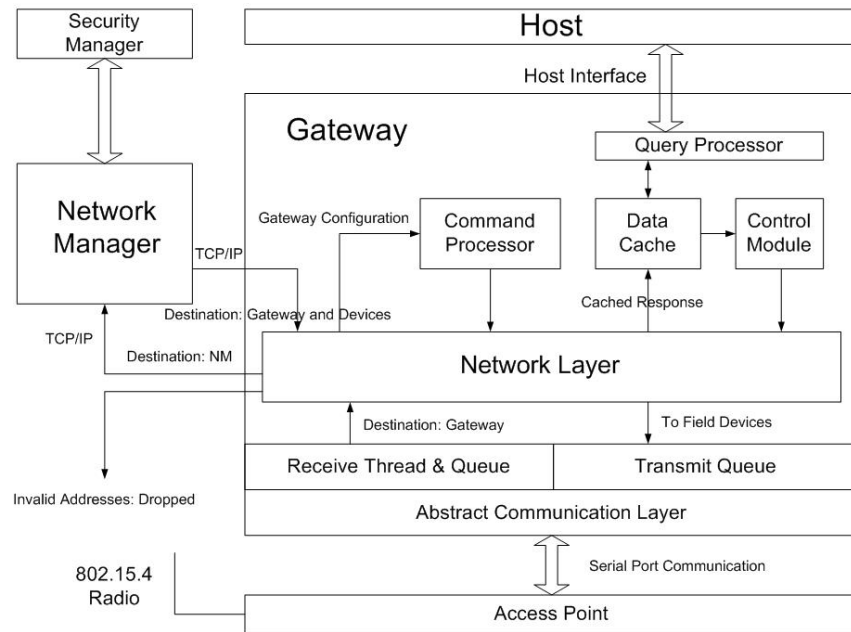 Security
Manager
Host
Host Interface
Gateway
Query Processor
Network
Manager
Gateway Configuration
Command
Processor
Data
Cache
Control
Module
TCP/IP
Cached Response
Destination: Gateway and Devices
TCP/IP
Destination: NM
Network Layer
Destination: Gateway
To Field Devices
Receive Thread & Queue
Transmit Queue
Invalid Addresses: Dropped
Abstract Communication Layer
Serial Port Communication
802.15.4
Radio
Access Point